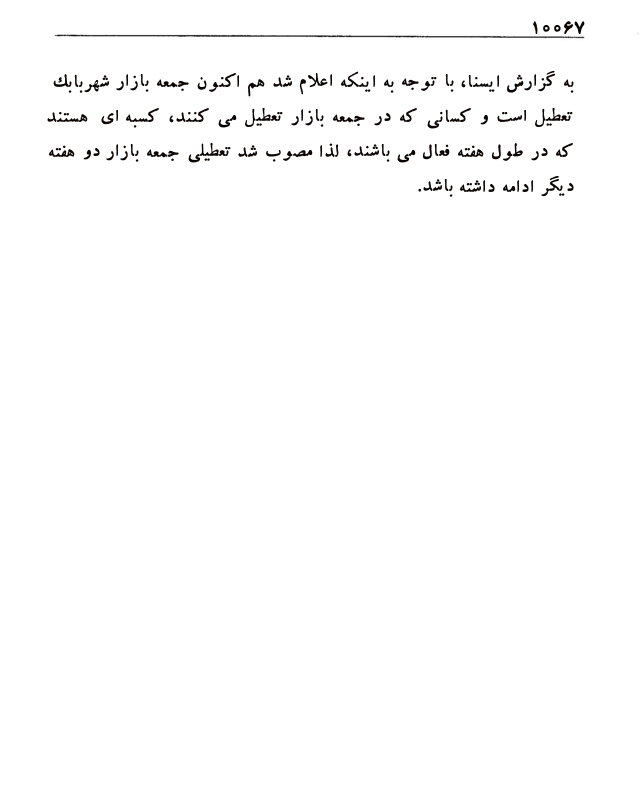 ۱۰۰۶۷
به گزارش ایسنا، با توجه به اینکه اعلام شد هم اکنون جمعه بازار شهربابك
تعطیل است و کسانی که در جمعه بازار تعطیل می کنند، کسبه ای هستند
که در طول هفته فعال می باشند، لذا مصوب شد تعطیلی جمعه بازار دو هفته
دیگر ادامه داشته باشد.